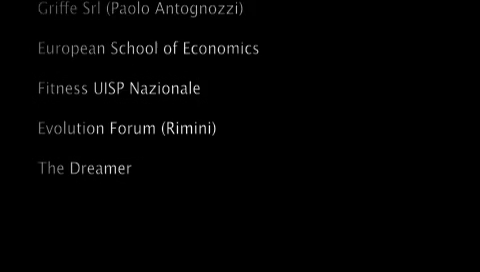 Griffe Srl (Paolo Antognozzi)
European School of Economics
Fitness UISP Nazionale
Evolution Forum (Rimini)
The Dreamer